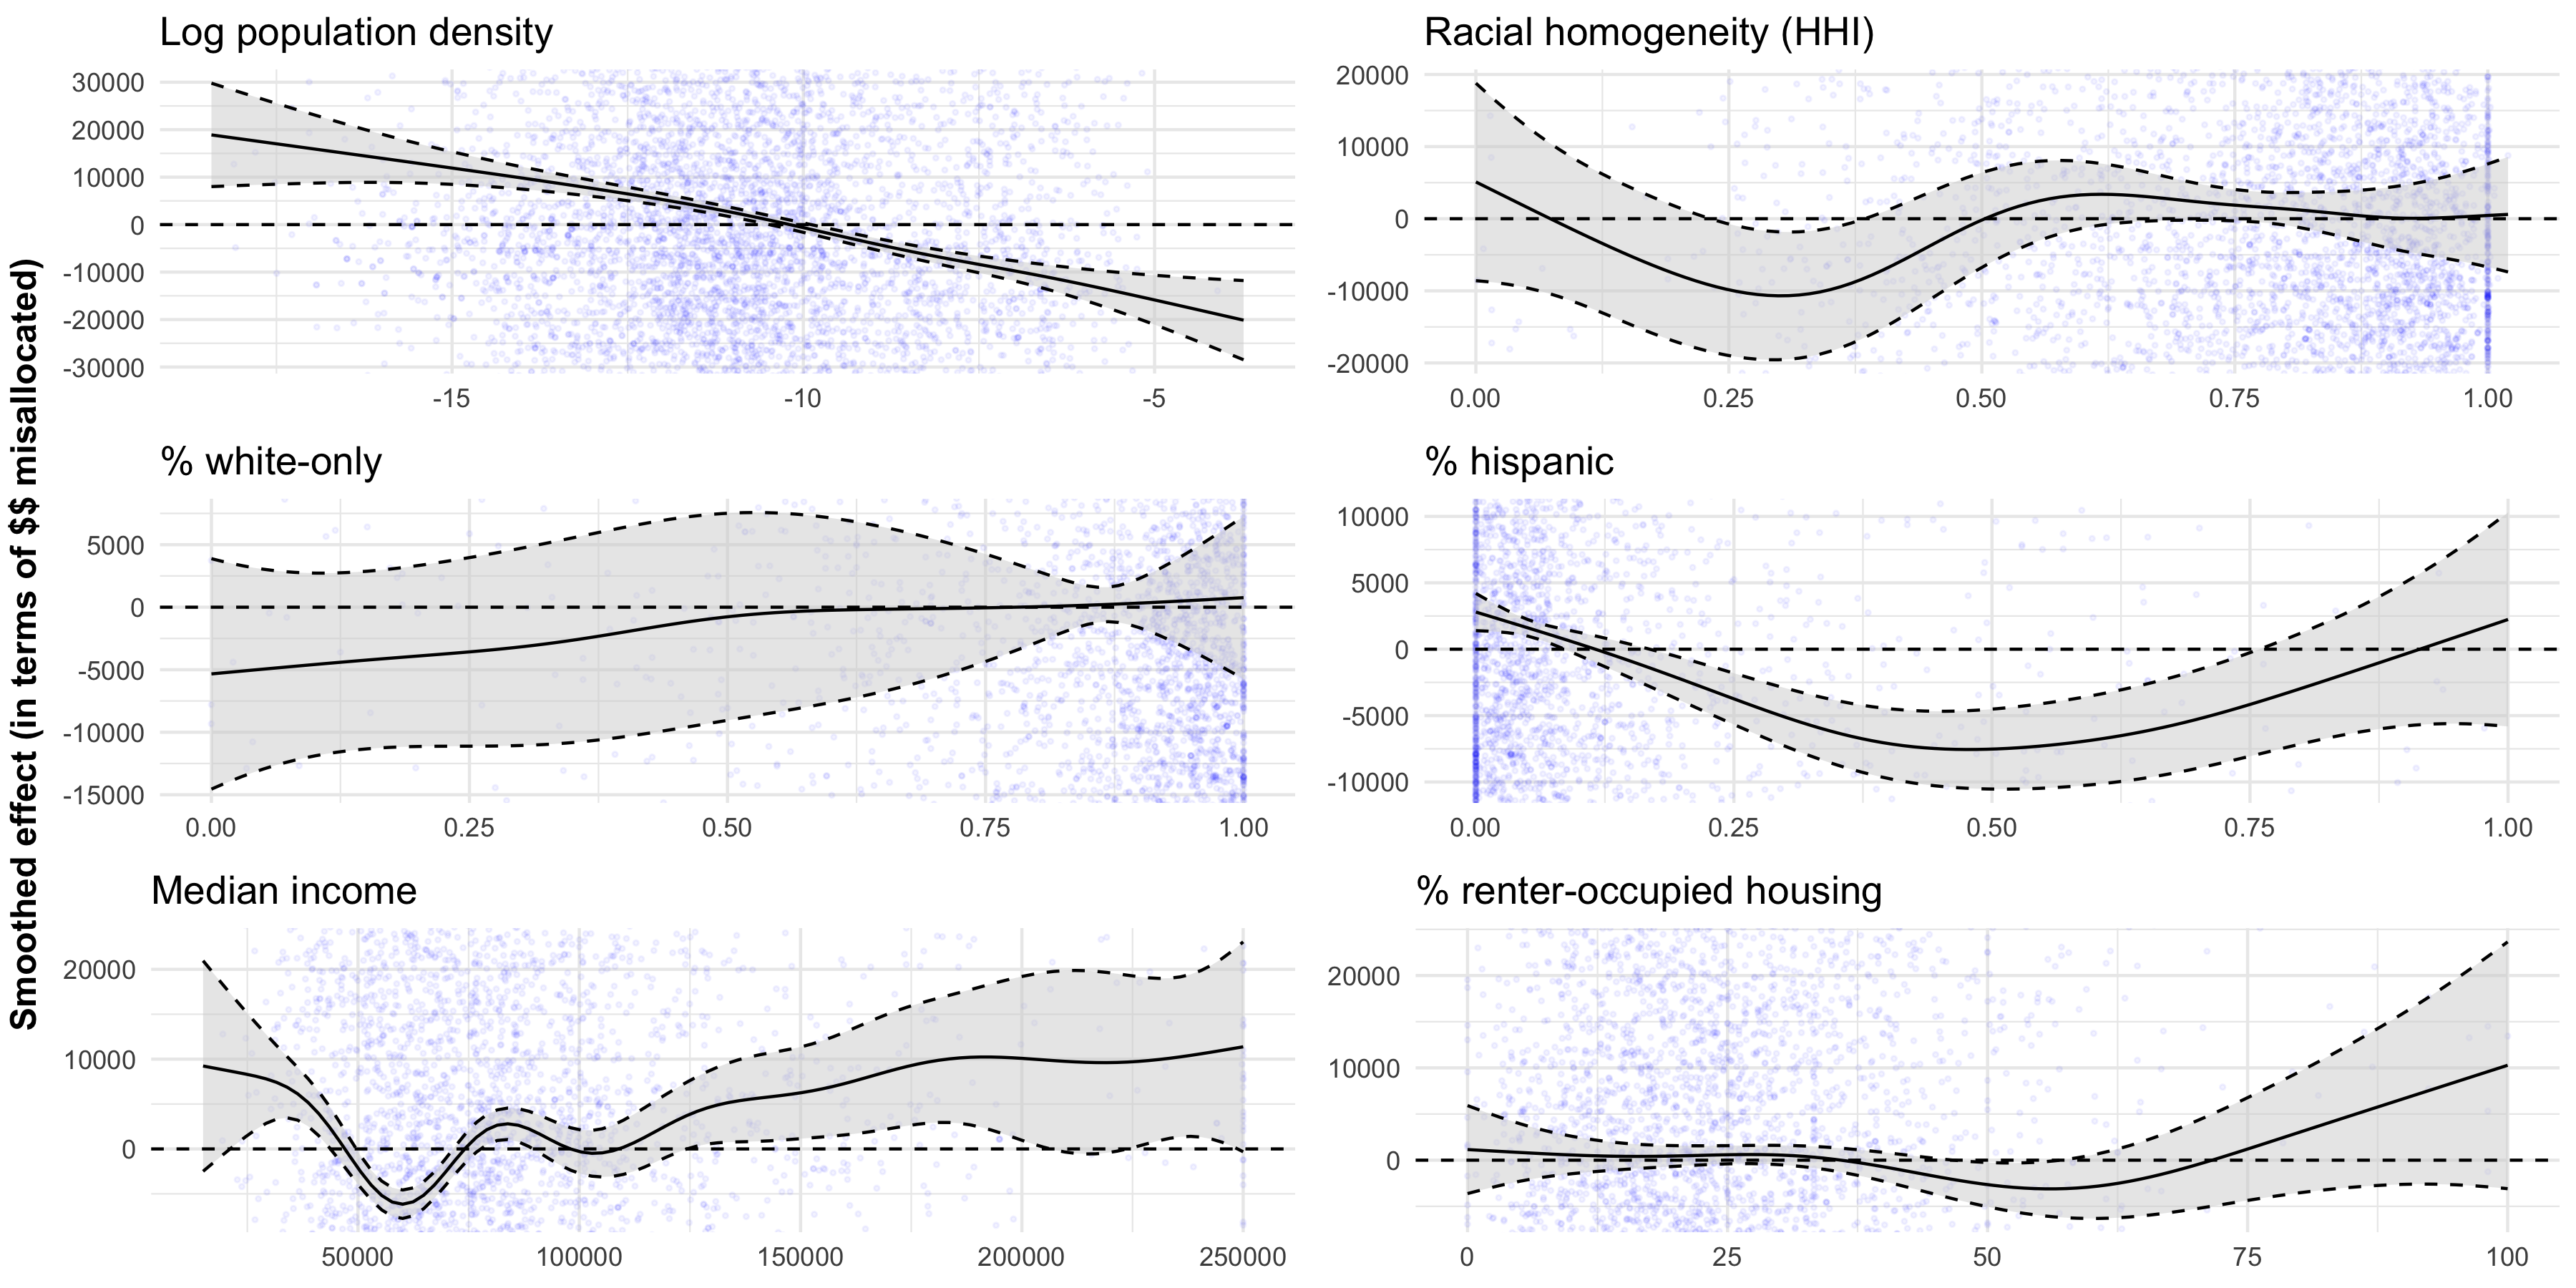 Smoothed effect (in terms of $$ misallocated)
Log population density
30000
20000
10000
0
-10000
-20000
-30000
-15 -10 -5
Racial homogeneity (HHI)
20000
10000
0
-10000
-20000
0.00 0.25 0.50 0.75 1.00
% white-only
5000
0
-5000
-10000
-15000
0.00 0.25 0.50 0.75 1.00
% hispanic
10000
5000
0
-5000
-10000
0.00 0.25 0.50 0.75 1.00
Median income
20000
10000
0
50000 100000 150000 200000 250000
% renter-occupied housing
20000
10000
0
0 25 50 75 100